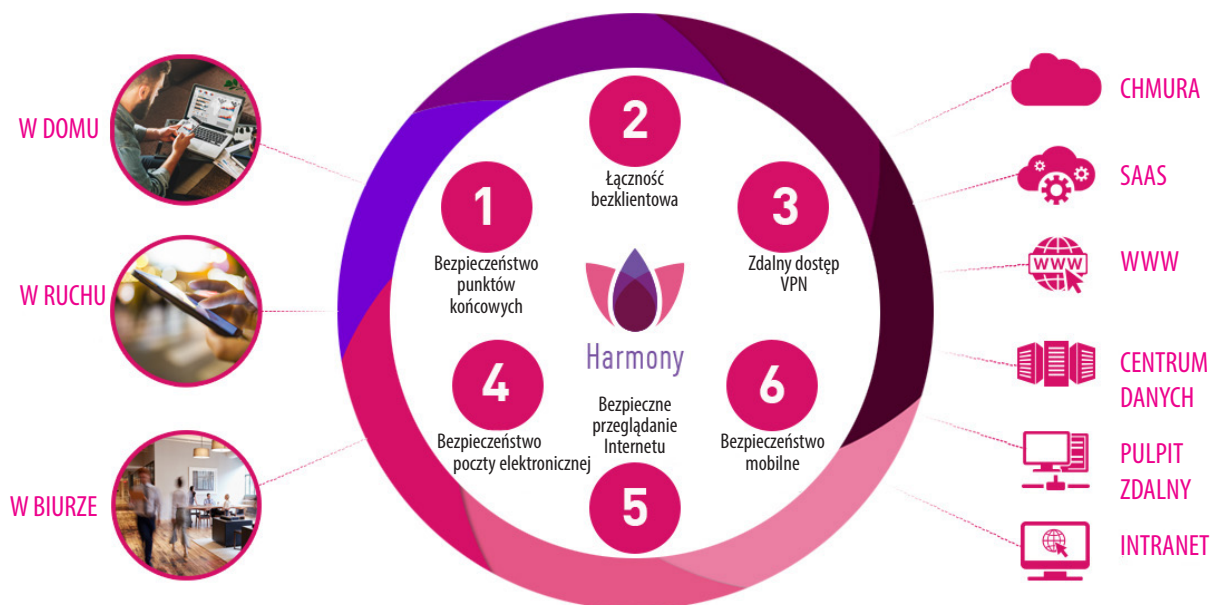 W DOMU
W RUCHU
W BIURZE
1
Bezpieczeństwo
punktów
końcowych
2
Łączność
bezklientowa
3
Zdalny dostęp
VPN
Harmony
4
Bezpieczeństwo
poczty elektronicznej
Bezpieczne
przeglądanie
Internetu
5
6
Bezpieczeństwo
mobilne
CHMURA
SAAS
WWW
WWW
CENTRUM
DANYCH
PULPIT
ZDALNY
INTRANET